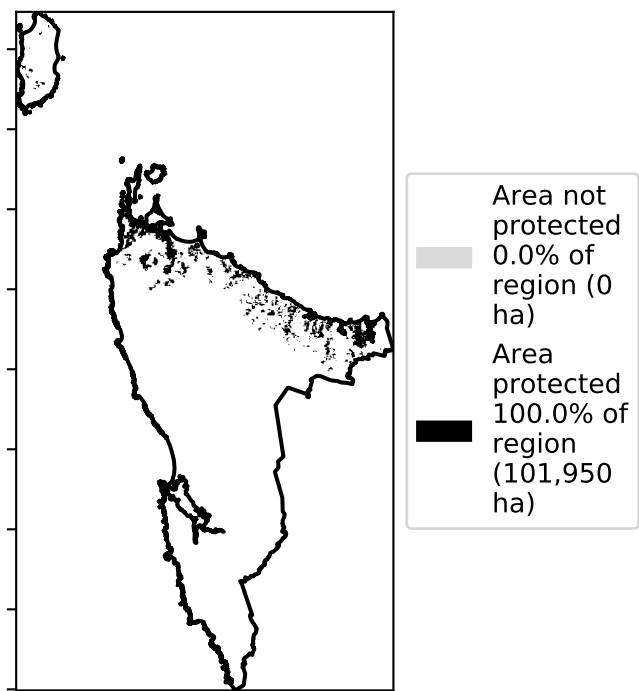 Area not
protected
0.0% of
region (0
ha)
Area
protected
100.0% of
region
(101,950
ha)